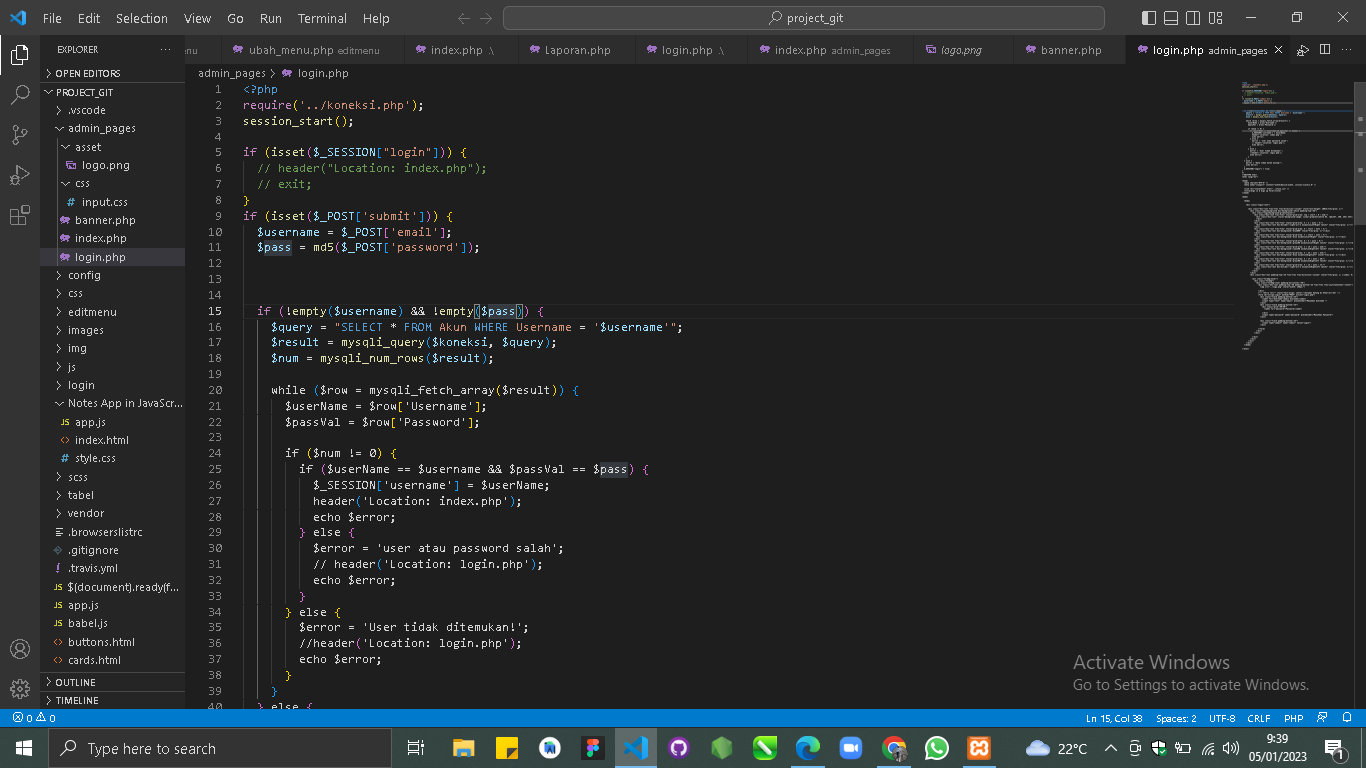 File Edit Selection View Go Run Terminal Help
project_git
EXPLORER
nu
ubah_menu.php editmenu
index.php \
Laporan.php
login.php \
index.php admin_pages
logo.png
banner.php
login.php admin_pages
OPEN EDITORS
PROJECT_GIT
.vscode
admin_pages
asset
logo.png
css
# input.css
banner.php
index.php
login.php
config
css
editmenu
images
img
js
login
Notes App in JavaScr...
JS app.js
<> index.html
# style.css
scss
tabel
vendor
.browserslistrc
.gitignore
! .travis.yml
JS $(document).ready(f...
JS app.js
JS babel.js
<> buttons.html
<> cards.html
OUTLINE
TIMELINE
admin_pages > login.php
1 <?php
2 require('../koneksi.php');
3 session_start();
4
5 if (isset($_SESSION["login"])) {
6 // header("Location: index.php");
7 // exit;
8 }
9 if (isset($_POST['submit'])) {
10 $username = $_POST['email'];
11 $pass = md5($_POST['password']);
12
13
14
15 if (!empty($username) && !empty($pass)) {
16 $query = "SELECT * FROM Akun WHERE Username = '$username'";
17 $result = mysqli_query($koneksi, $query);
18 $num = mysqli_num_rows($result);
19
20 while ($row = mysqli_fetch_array($result)) {
21 $userName = $row['Username'];
22 $passVal = $row['Password'];
23
24 if ($num != 0) {
25 if ($userName == $username && $passVal == $pass) {
26 $_SESSION['username'] = $userName;
27 header('Location: index.php');
28 echo $error;
29 } else {
30 $error = 'user atau password salah';
31 // header('Location: login.php');
32 echo $error;
33 }
34 } else {
35 $error = 'User tidak ditemukan!';
36 //header('Location: login.php');
37 echo $error;
38 }
39 }
40 } else {
Activate Windows
Go to Settings to activate Windows.
0 0
Ln 15, Col 38 Spaces: 2 UTF-8 CRLF PHP
Type here to search
22°C
9:39
05/01/2023
1